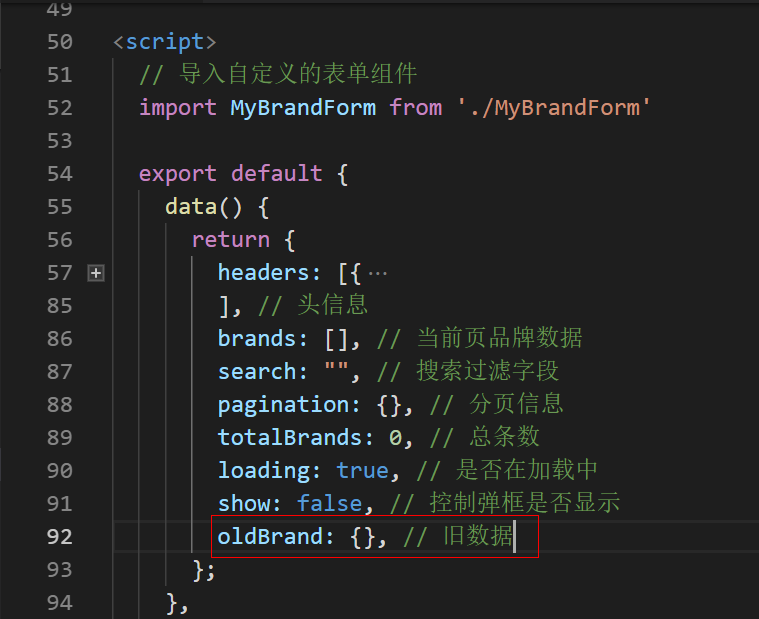 49
50 <script>
51 // 导入自定义的表单组件
52 import MyBrandForm from './MyBrandForm'
53
54 export default {
55 data() {
56 return {
57 headers: [{···
85 ], // 头信息
86 brands: [], // 当前页品牌数据
87 search: "", // 搜索过滤字段
88 pagination: {}, // 分页信息
89 totalBrands: 0, // 总条数
90 loading: true, // 是否在加载中
91 show: false, // 控制弹框是否显示
92 oldBrand: {}, // 旧数据
93 };
94 },